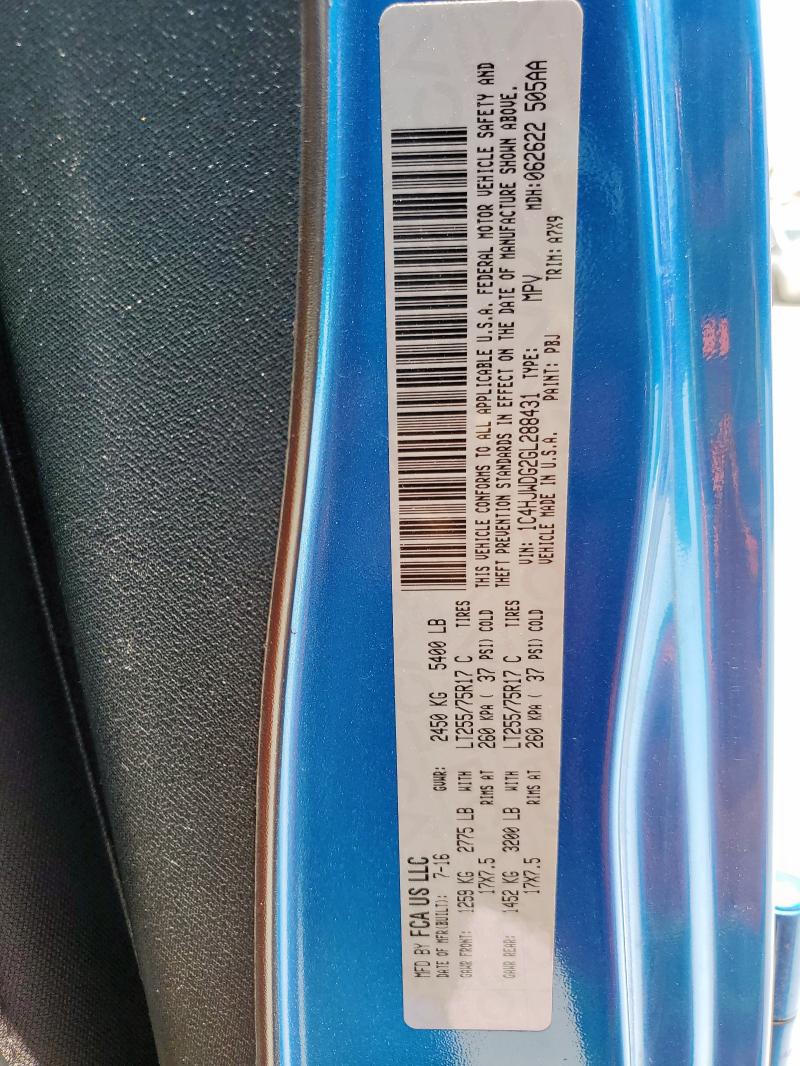 MFD BY FCA US LLC
DATE OF MFR(BUILT): 7-16 GVWR: 2450 KG 5400 LB
GAWR FRONT: 1259 KG 2775 LB WITH LT255/75R17 C TIRES
17X7.5 RIMS AT 260 KPA ( 37 PSI) COLD
GAWR REAR: 1452 KG 3200 LB WITH LT255/75R17 C TIRES
17X7.5 RIMS AT 260 KPA ( 37 PSI) COLD
THIS VEHICLE CONFORMS TO ALL APPLICABLE U.S.A. FEDERAL MOTOR VEHICLE SAFETY AND
THEFT PREVENTION STANDARDS IN EFFECT ON THE DATE OF MANUFACTURE SHOWN ABOVE.
VIN: 1C4HJWDG2GL288431 TYPE: MPV MDH:062622 505AA
VEHICLE MADE IN U.S.A. PAINT: PBJ TRIM: A7X9